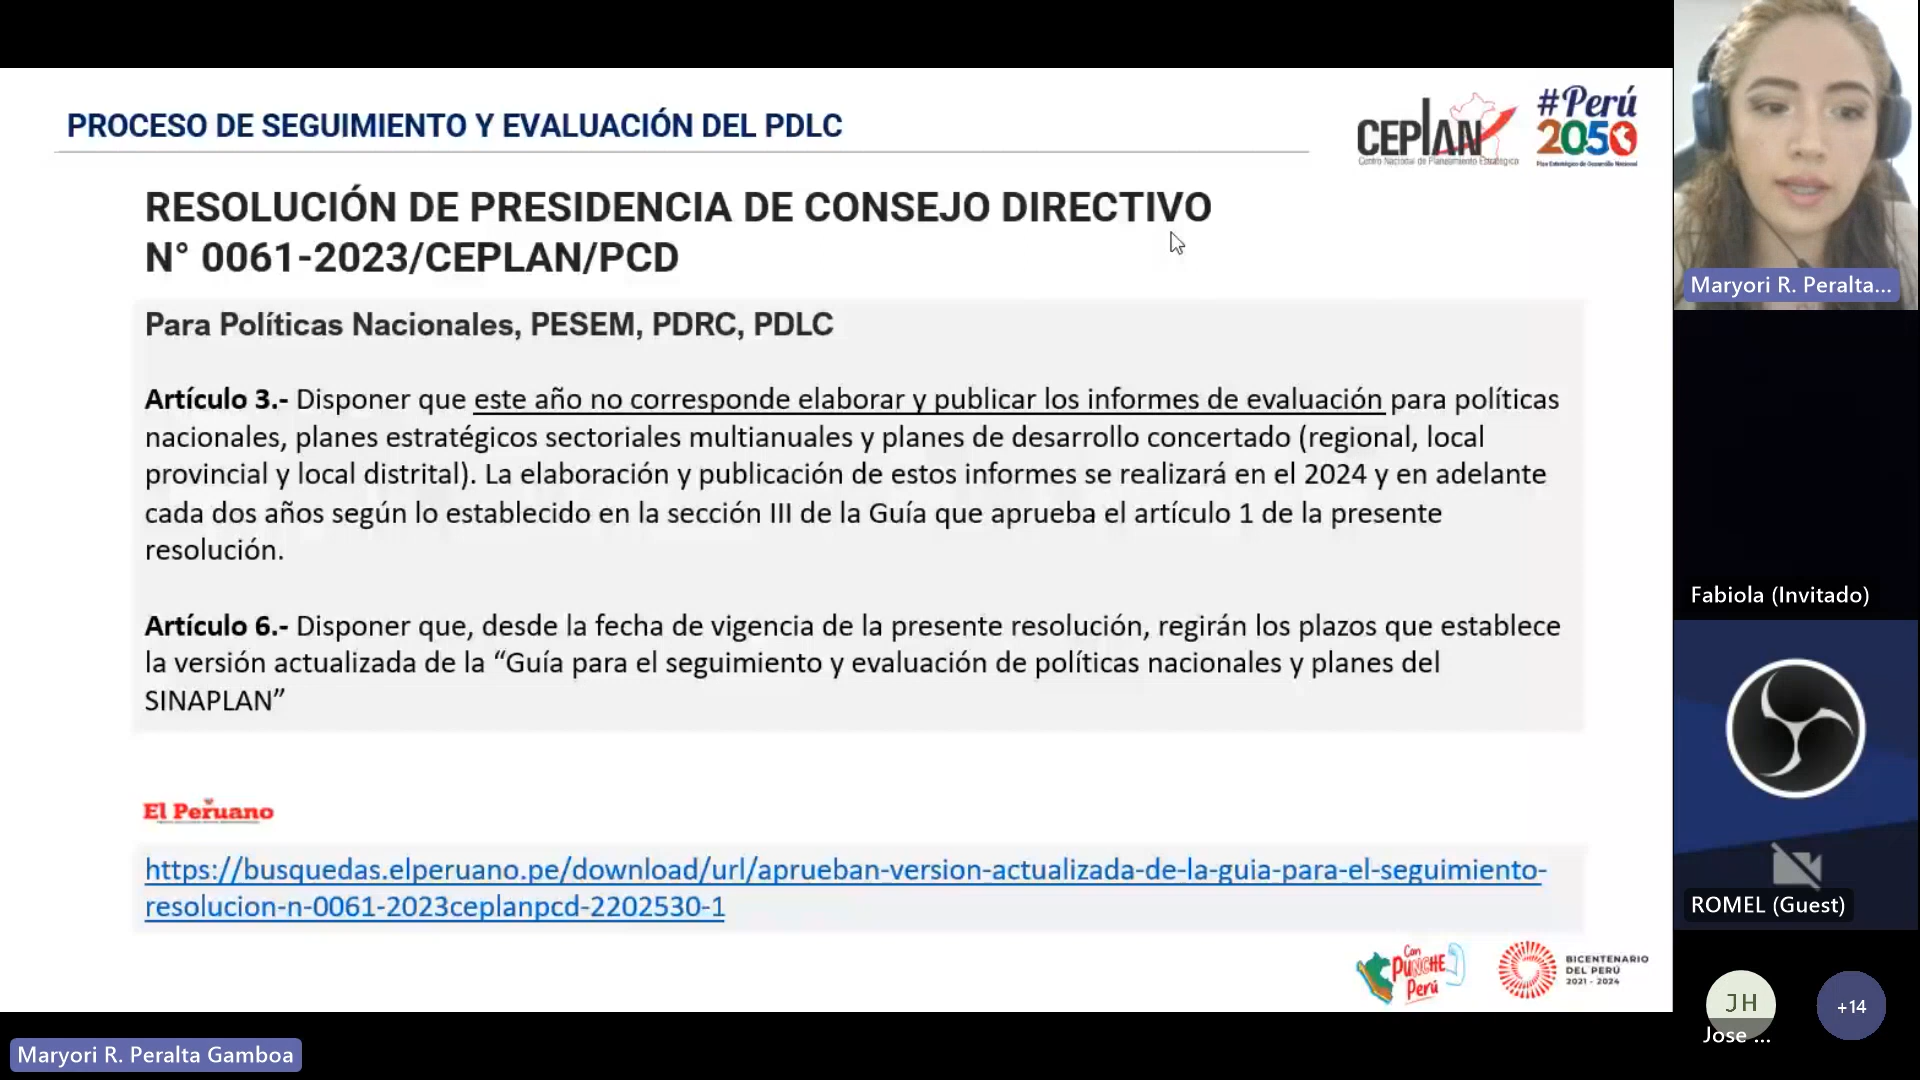 PROCESO DE SEGUIMIENTO Y EVALUACIÓN DEL PDLC
CEPLAN
Centro Nacional de Planeamiento Estratégico
#Perú
2050
Plan Estratégico de Desarrollo Nacional
RESOLUCIÓN DE PRESIDENCIA DE CONSEJO DIRECTIVO
N° 0061-2023/CEPLAN/PCD
Para Políticas Nacionales, PESEM, PDRC, PDLC
Artículo 3.- Disponer que este año no corresponde elaborar y publicar los informes de evaluación para políticas
nacionales, planes estratégicos sectoriales multianuales y planes de desarrollo concertado (regional, local
provincial y local distrital). La elaboración y publicación de estos informes se realizará en el 2024 y en adelante
cada dos años según lo establecido en la sección III de la Guía que aprueba el artículo 1 de la presente
resolución.
Artículo 6.- Disponer que, desde la fecha de vigencia de la presente resolución, regirán los plazos que establece
la versión actualizada de la “Guía para el seguimiento y evaluación de políticas nacionales y planes del
SINAPLAN”
El Peruano
https://busquedas.elperuano.pe/download/url/aprueban-version-actualizada-de-la-guia-para-el-seguimiento-
resolucion-n-0061-2023ceplanpcd-2202530-1
Con
PUNCHE
Perú
BICENTENARIO
DEL PERÚ
2021 - 2024
Maryori R. Peralta...
Fabiola (Invitado)
ROMEL (Guest)
JH
Jose ...
+14
Maryori R. Peralta Gamboa